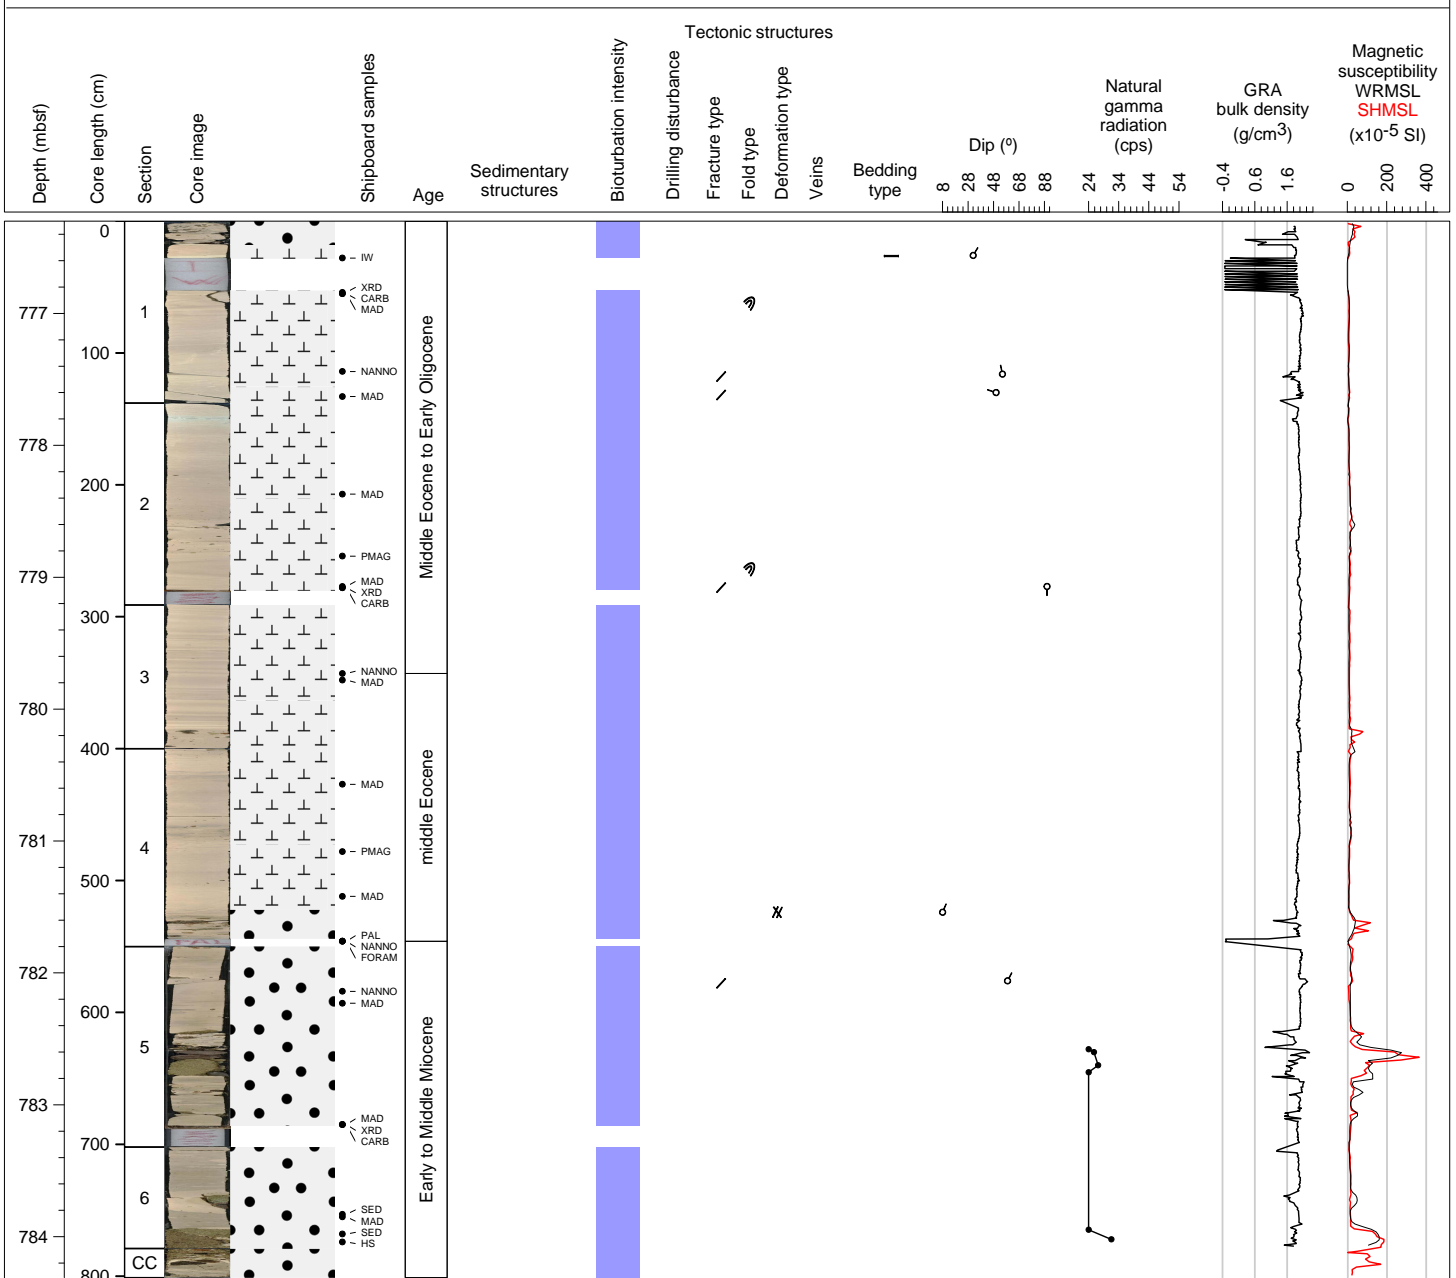 Tectonic structures
Depth (mbsf)
Core length (cm)
Section
Core image
Shipboard samples
Age
Sedimentary
structures
Bioturbation intensity
Drilling disturbance
Fracture type
Fold type
Deformation type
Veins
Bedding
type
Dip (º)
8 28 48 68 88
Natural
gamma
radiation
(cps)
24 34 44 54
GRA
bulk density
(g/cm3)
-0.4 0.6 1.6
Magnetic
susceptibility
WRMSL
SHMSL
(x10-5 SI)
0 200 400
0
IW
XRD
CARB
MAD
777
1
100
NANNO
MAD
Middle Eocene to Early Oligocene
778
200
2
MAD
PMAG
779
MAD
XRD
CARB
300
3
NANNO
MAD
780
400
MAD
middle Eocene
781
4
PMAG
500
MAD
PAL
NANNO
FORAM
782
NANNO
MAD
600
5
Early to Middle Miocene
783
MAD
XRD
CARB
700
6
SED
MAD
SED
HS
784
CC
800